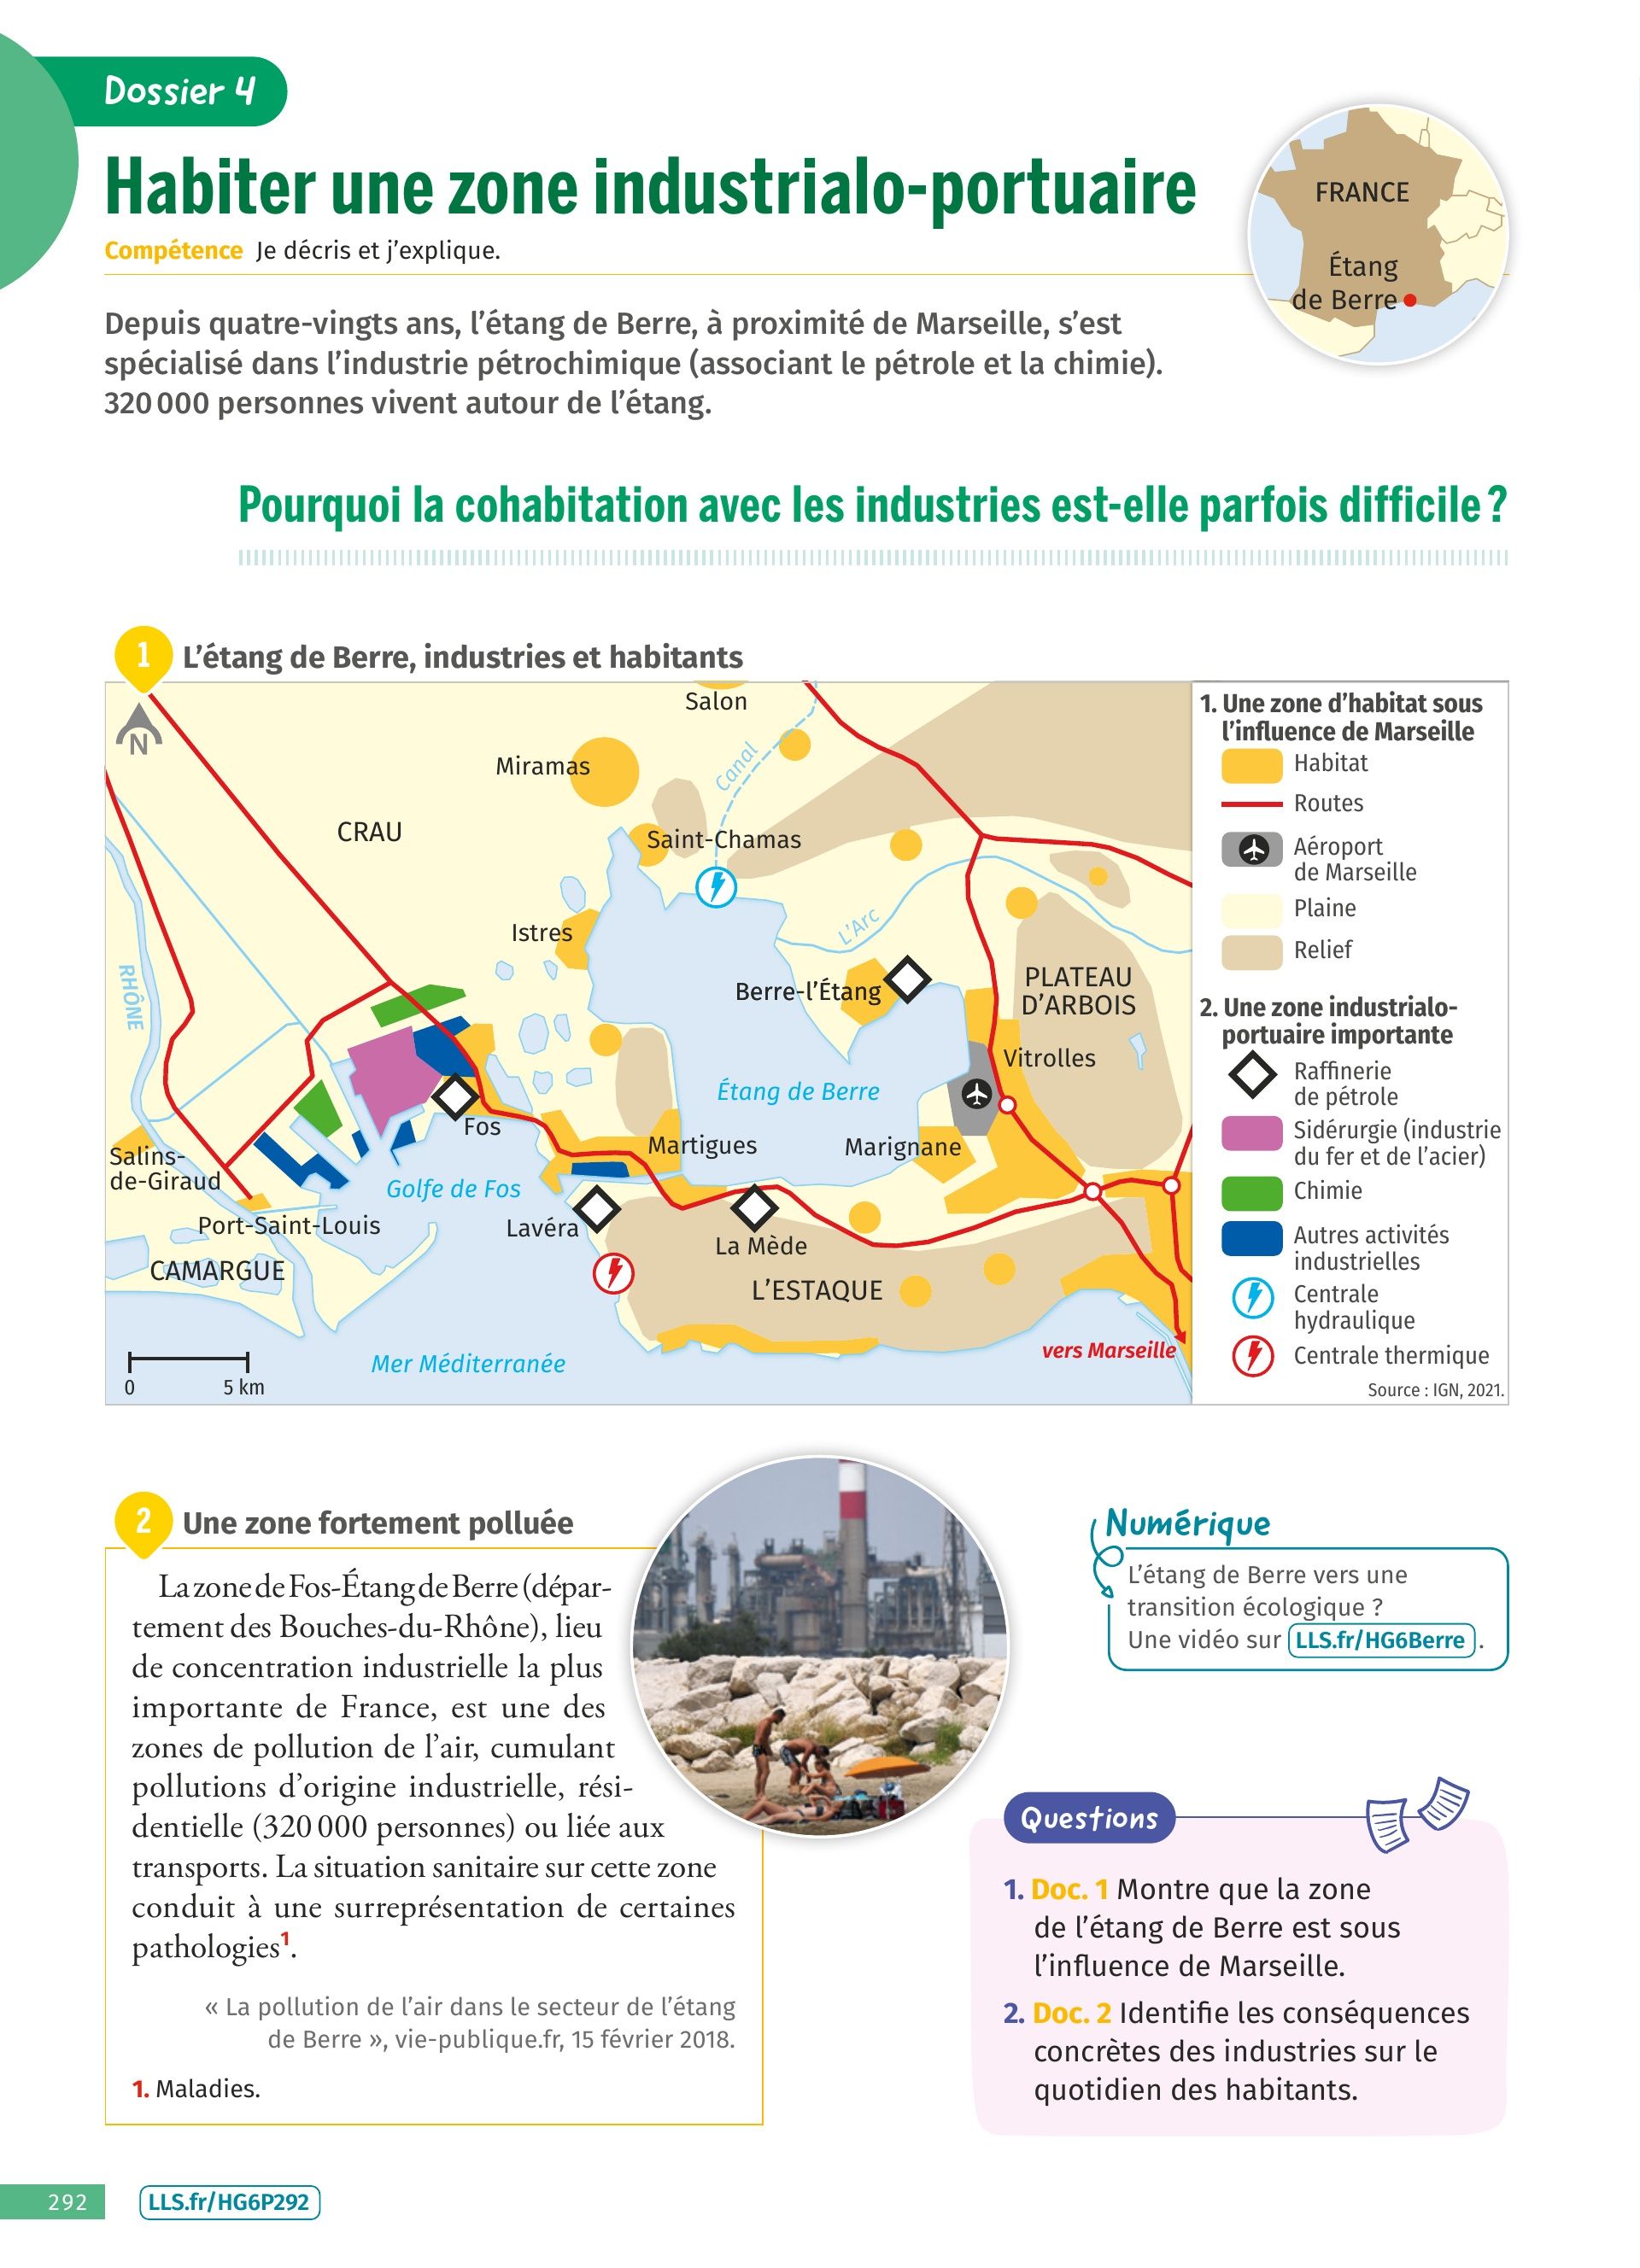 Dossier 4
Habiter une zone industrialo-portuaire
Compétence Je décris et j'explique.
FRANCE
Étang
de Berre
Depuis quatre-vingts ans, l'étang de Berre, à proximité de Marseille, s'est
spécialisé dans l'industrie pétrochimique (associant le pétrole et la chimie).
320 000 personnes vivent autour de l'étang.
Pourquoi la cohabitation avec les industries est-elle parfois difficile ?
1 L'étang de Berre, industries et habitants
N
Salon
Miramas
Canal
CRAU
Saint-Chamas
Istres
L'Arc
RHÔNE
Berre-l'Étang
PLATEAU
D'ARBOIS
Vitrolles
Étang de Berre
Fos
Martigues
Marignane
Salins-
de-Giraud
Golfe de Fos
Port-Saint-Louis
Lavéra
La Mède
CAMARGUE
L'ESTAQUE
vers Marseille
Mer Méditerranée
0 5 km
1. Une zone d'habitat sous
l'influence de Marseille
Habitat
Routes
Aéroport
de Marseille
Plaine
Relief
2. Une zone industrialo-
portuaire importante
Raffinerie
de pétrole
Sidérurgie (industrie
du fer et de l'acier)
Chimie
Autres activités
industrielles
Centrale
hydraulique
Centrale thermique
Source : IGN, 2021.
2 Une zone fortement polluée
La zone de Fos-Étang de Berre (dépar-
tement des Bouches-du-Rhône), lieu
de concentration industrielle la plus
importante de France, est une des
zones de pollution de l'air, cumulant
pollutions d'origine industrielle, rési-
dentielle (320 000 personnes) ou liée aux
transports. La situation sanitaire sur cette zone
conduit à une surreprésentation de certaines
pathologies1.
« La pollution de l'air dans le secteur de l'étang
de Berre », vie-publique.fr, 15 février 2018.
1. Maladies.
Numérique
L'étang de Berre vers une
transition écologique ?
Une vidéo sur LLS.fr/HG6Berre .
Questions
1. Doc. 1 Montre que la zone
de l'étang de Berre est sous
l'influence de Marseille.
2. Doc. 2 Identifie les conséquences
concrètes des industries sur le
quotidien des habitants.
292
LLS.fr/HG6P292